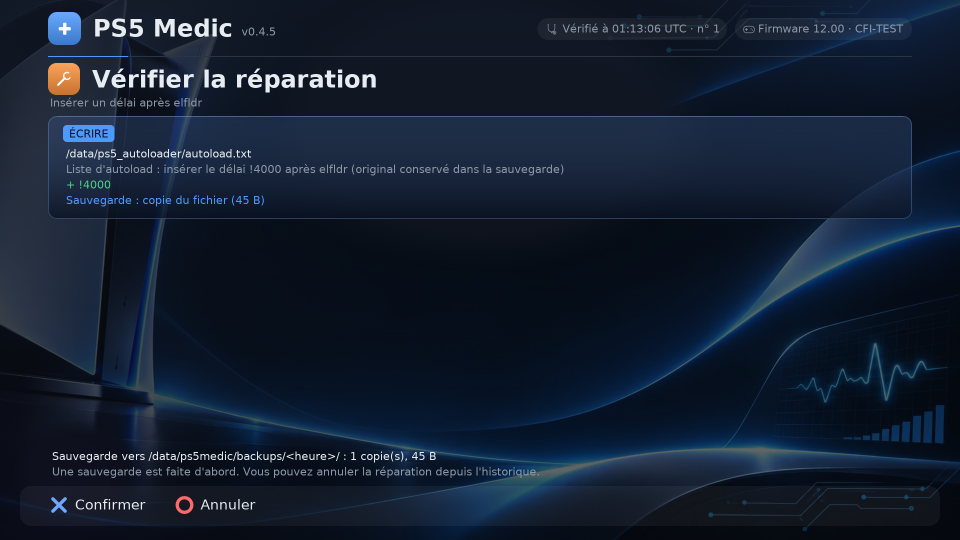 PS5 Medic v0.4.5
Vérifié à 01:13:06 UTC · n° 1
Firmware 12.00 · CFI-TEST
Vérifier la réparation
Insérer un délai après elfldr
ÉCRIRE
/data/ps5_autoloader/autoload.txt
Liste d'autoload : insérer le délai !4000 après elfldr (original conservé dans la sauvegarde)
+ !4000
Sauvegarde : copie du fichier (45 B)
Sauvegarde vers /data/ps5medic/backups/<heure>/ : 1 copie(s), 45 B
Une sauvegarde est faite d'abord. Vous pouvez annuler la réparation depuis l'historique.
Confirmer
Annuler